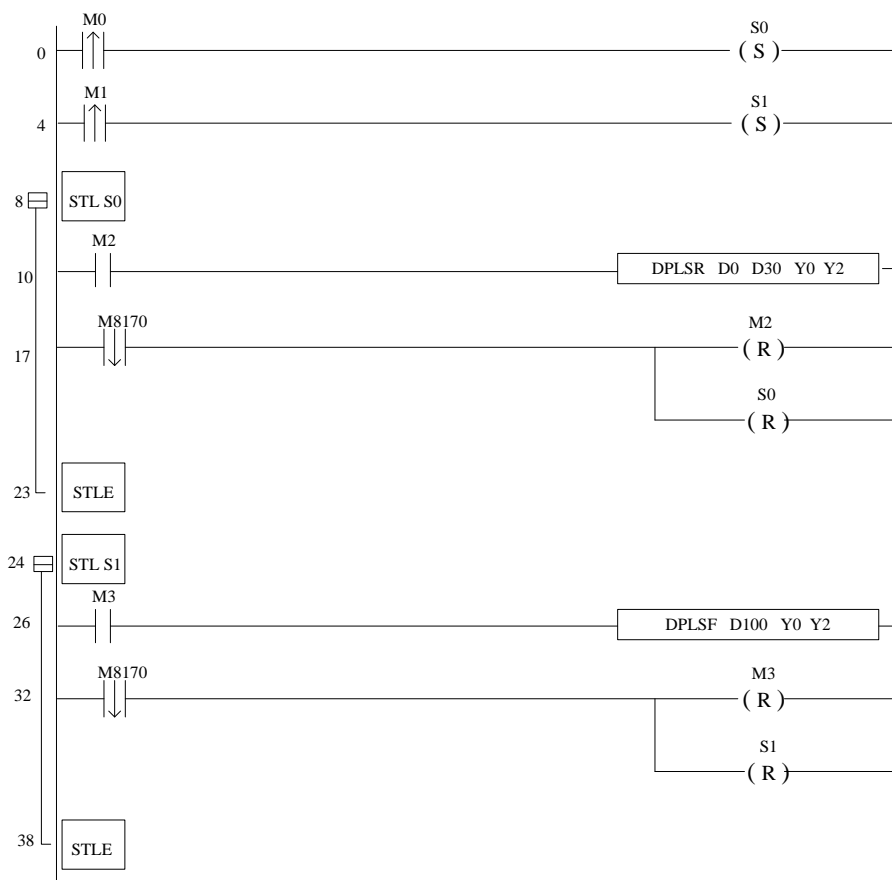 M0
S0
0
( S )
M1
S1
4
( S )
8
STL S0
M2
10
DPLSR D0 D30 Y0 Y2
M8170
M2
17
( R )
S0
( R )
23
STLE
24
STL S1
M3
26
DPLSF D100 Y0 Y2
M8170
M3
32
( R )
S1
( R )
38
STLE